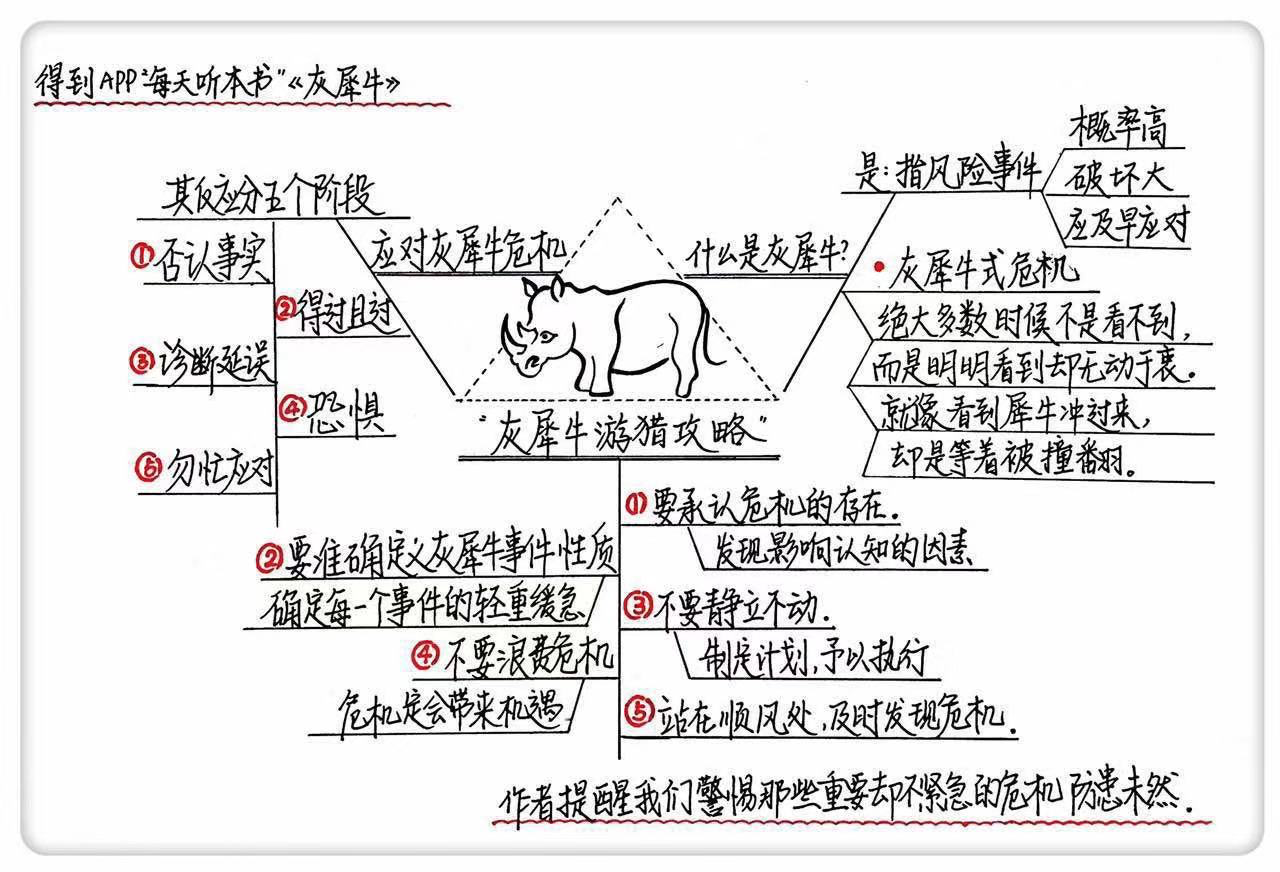 得到APP"每天听本书"《灰犀牛》
什么是灰犀牛?
是:指风险事件
概率高
破坏大
应及早应对
• 灰犀牛式危机
绝大多数时候不是看不到,
而是明明看到却无动于衷。
就像看到犀牛冲过来,
却是等着被撞翻。
应对灰犀牛危机
其反应分五个阶段
①否认事实
②得过且过
③诊断延误
④恐惧
⑤匆忙应对
"灰犀牛游猎攻略"
①要承认危机的存在.
发现影响认知的因素
②要准确定义灰犀牛事件性质
确定每一个事件的轻重缓急
③不要静立不动.
制定计划,予以执行
④不要浪费危机
危机定会带来机遇
⑤站在顺风处,及时发现危机.
作者提醒我们警惕那些重要却不紧急的危机防患未然.